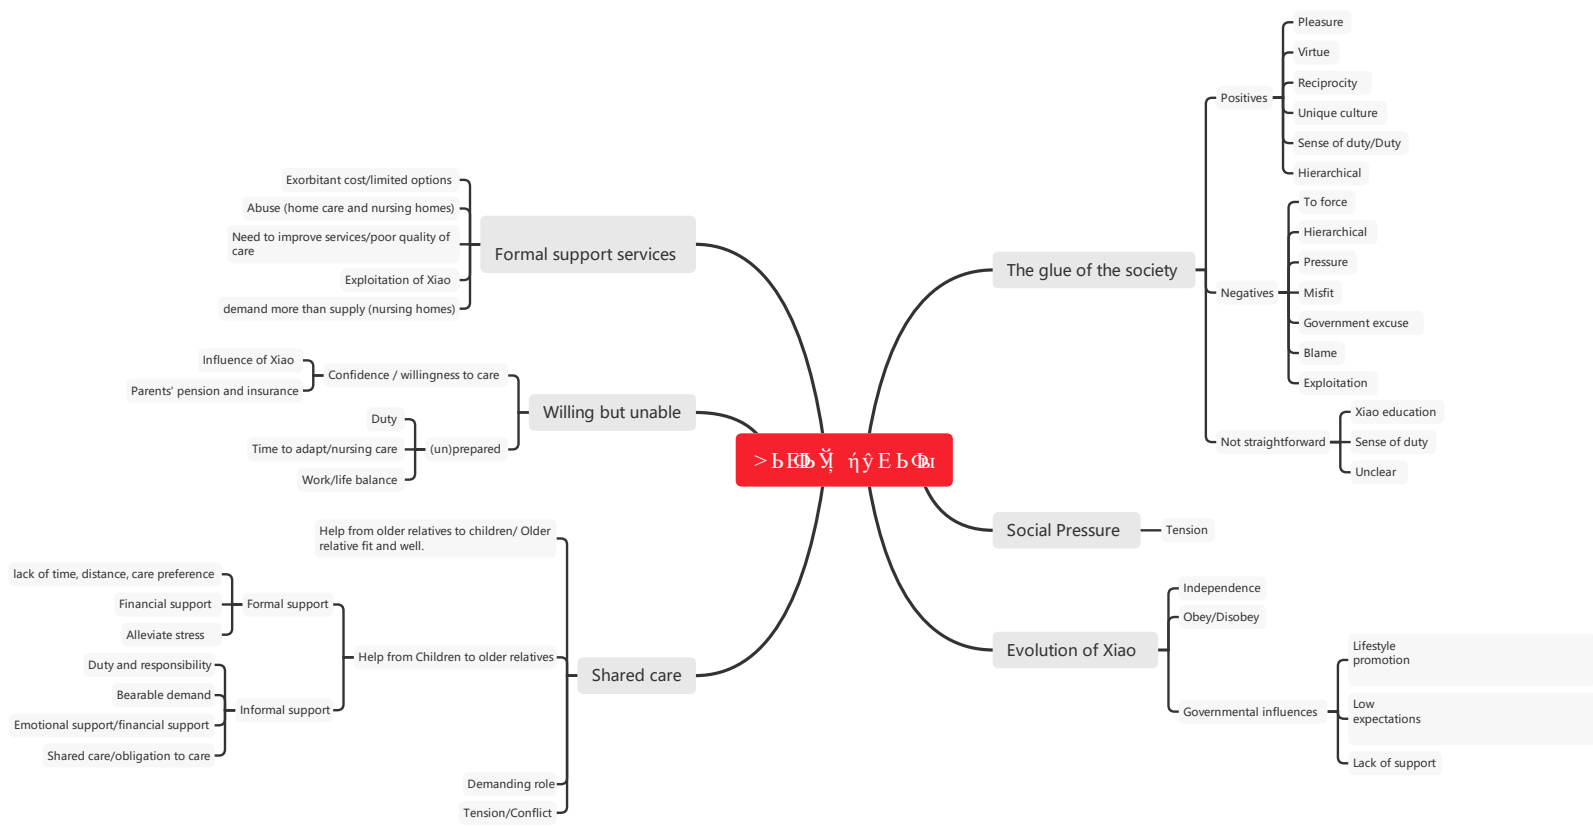 Pleasure
Virtue
Reciprocity
Positives
Unique culture
Sense of duty/Duty
Hierarchical
The glue of the society
To force
Hierarchical
Pressure
Negatives
Misfit
Government excuse
Blame
Exploitation
Xiao education
Not straightforward
Sense of duty
Unclear
Social Pressure
Tension
Evolution of Xiao
Independence
Obey/Disobey
Governmental influences
Lifestyle
promotion
Low
expectations
Lack of support
Formal support services
Exorbitant cost/limited options
Abuse (home care and nursing homes)
Need to improve services/poor quality of
care
Exploitation of Xiao
demand more than supply (nursing homes)
Willing but unable
Confidence / willingness to care
Influence of Xiao
Parents' pension and insurance
(un)prepared
Duty
Time to adapt/nursing care
Work/life balance
Shared care
Help from older relatives to children/ Older
relative fit and well.
Help from Children to older relatives
Formal support
lack of time, distance, care preference
Financial support
Alleviate stress
Informal support
Duty and responsibility
Bearable demand
Emotional support/financial support
Shared care/obligation to care
Demanding role
Tension/Conflict